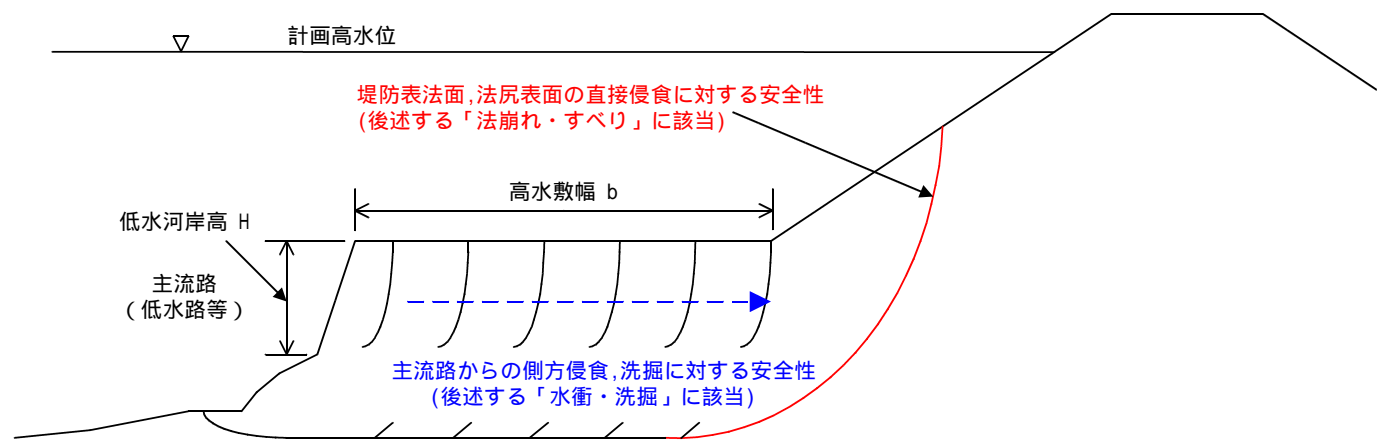 計画高水位
堤防表法面,法尻表面の直接侵食に対する安全性
(後述する「法崩れ・すべり」に該当)
高水敷幅 b
低水河岸高 H
主流路
(低水路等)
主流路からの側方侵食,洗掘に対する安全性
(後述する「水衝・洗掘」に該当)